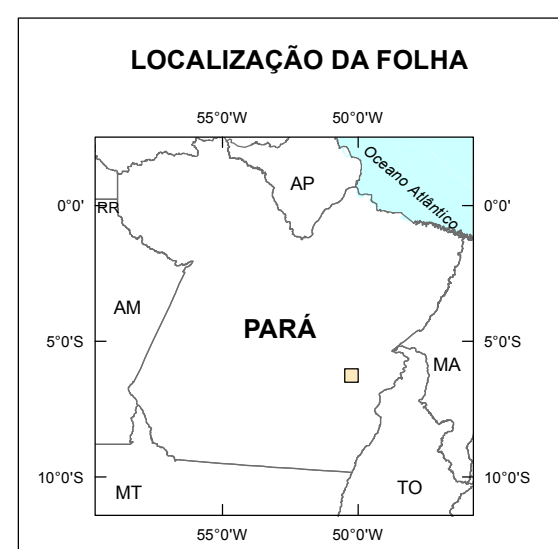 LOCALIZAÇÃO DA FOLHA
55°0'W 50°0'W
Oceano Atlântico
AP
0°0' RR 0°0'
AM
PARÁ
5°0'S 5°0'S
MA
10°0'S 10°0'S
MT TO
55°0'W 50°0'W